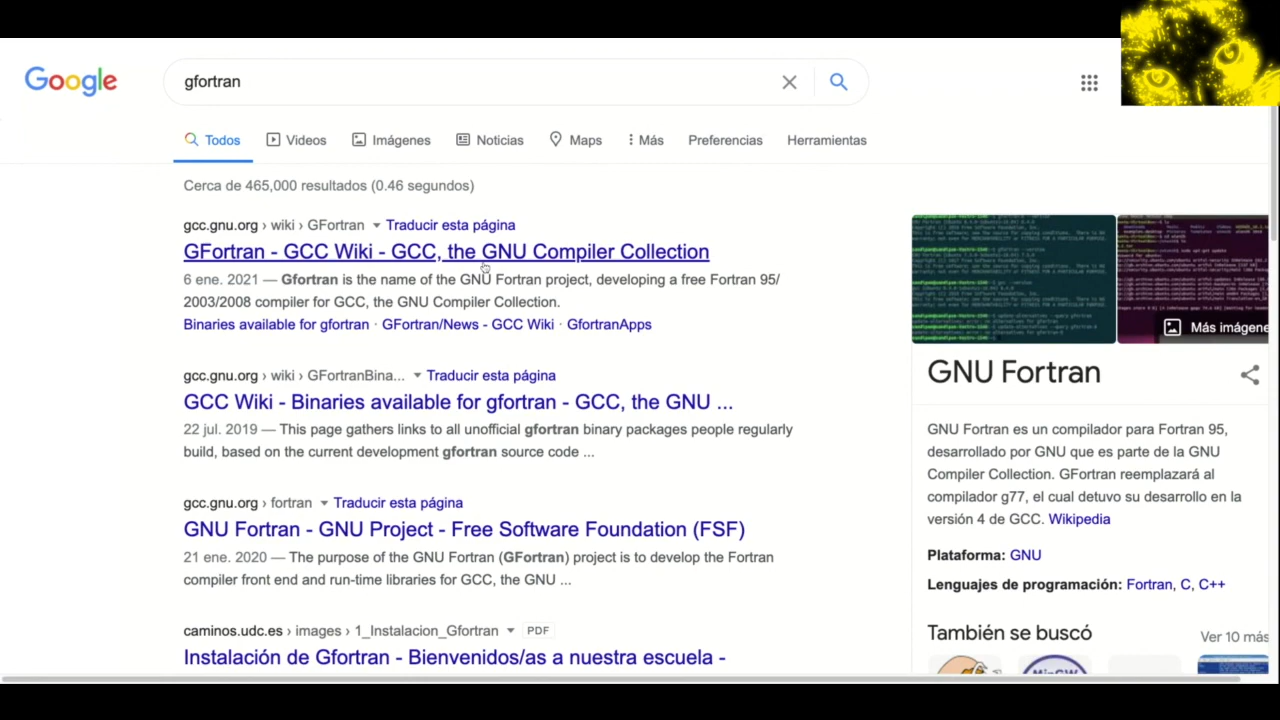 Google
gfortran
Todos
Videos
Imágenes
Noticias
Maps
Más
Preferencias
Herramientas
Cerca de 465,000 resultados (0.46 segundos)
gcc.gnu.org › wiki › GFortran ▾ Traducir esta página
GFortran - GCC Wiki - GCC, the GNU Compiler Collection
6 ene. 2021 — Gfortran is the name of the GNU Fortran project, developing a free Fortran 95/
2003/2008 compiler for GCC, the GNU Compiler Collection.
Binaries available for gfortran · GFortran/News - GCC Wiki · GfortranApps
gcc.gnu.org › wiki › GFortranBina... ▾ Traducir esta página
GCC Wiki - Binaries available for gfortran - GCC, the GNU ...
22 jul. 2019 — This page gathers links to all unofficial gfortran binary packages people regularly
build, based on the current development gfortran source code ...
gcc.gnu.org › fortran ▾ Traducir esta página
GNU Fortran - GNU Project - Free Software Foundation (FSF)
21 ene. 2020 — The purpose of the GNU Fortran (GFortran) project is to develop the Fortran
compiler front end and run-time libraries for GCC, the GNU ...
caminos.udc.es › images › 1_Instalacion_Gfortran ▾ PDF
Instalación de Gfortran - Bienvenidos/as a nuestra escuela -
Más imágene
GNU Fortran
GNU Fortran es un compilador para Fortran 95,
desarrollado por GNU que es parte de la GNU
Compiler Collection. GFortran reemplazará al
compilador g77, el cual detuvo su desarrollo en la
versión 4 de GCC. Wikipedia
Plataforma: GNU
Lenguajes de programación: Fortran, C, C++
También se buscó
Ver 10 más
MinGW